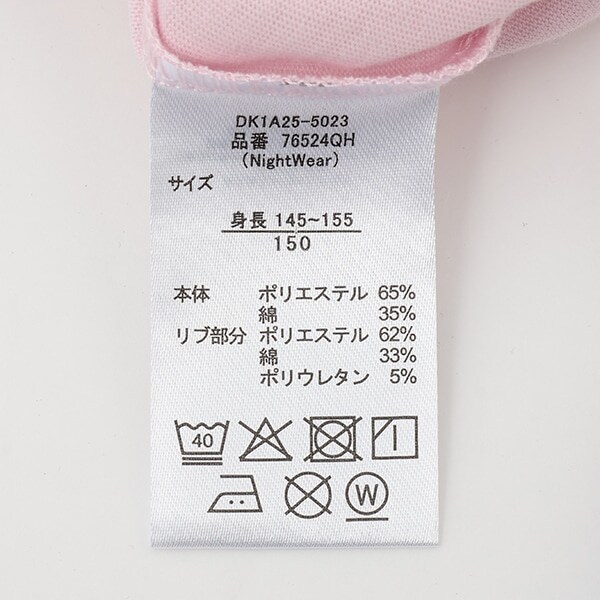 DK1A25-5023
品番 76524QH
(NightWear)
サイズ
身長 145~155
150
本体 ポリエステル 65%
綿 35%
リブ部分 ポリエステル 62%
綿 33%
ポリウレタン 5%
40
W